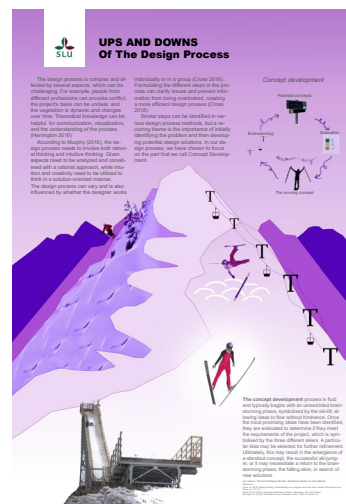 SLU
UPS AND DOWNS
Of The Design Process
The design process is complex and af-
fected by several aspects, which can be
challenging. For example, people from
different professions can provoke conflict,
the project's basis can be unclear, and
the vegetation is dynamic and changes
over time. Theoretical knowledge can be
helpful for communication, visualization,
and the understanding of the process
(Harrington 2016)
According to Murphy (2016), the de-
sign process needs to involve both ration-
al thinking and intuitive thinking. Given
aspects need to be analyzed and consid-
ered with a rational approach, while intu-
ition and creativity need to be utilized to
think in a solution-oriented manner.
The design process can vary and is also
influenced by whether the designer works
individually or in a group (Cross 2018).
Formulating the different steps in the pro-
cess can clarify issues and prevent infor-
mation from being overlooked, creating
a more efficient design process (Cross
2018).
Similar steps can be identified in var-
ious design process methods, but a re-
curring theme is the importance of initially
identifying the problem and then develop-
ing potential design solutions. In our de-
sign process, we have chosen to focus
on the part that we call Concept Develop-
ment.
Concept development
Potential concepts
Brainstorming
Evaluation
The winning concept
T
T
T
T
T
T
The concept development process is fluid
and typically begins with an unrestricted brain-
storming phase, symbolised by the ski-lift, al-
lowing ideas to flow without hindrance. Once
the most promising ideas have been identified,
they are evaluated to determine if they meet
the requirements of the project, which is sym-
bolised by the three different skiers. A particu-
lar idea may be selected for further refinement.
Ultimately, this may result in the emergence of
a standout concept, the successful ski-jump-
er, or it may necessitate a return to the brain-
storming phase, the falling skier, in search of
new solutions.